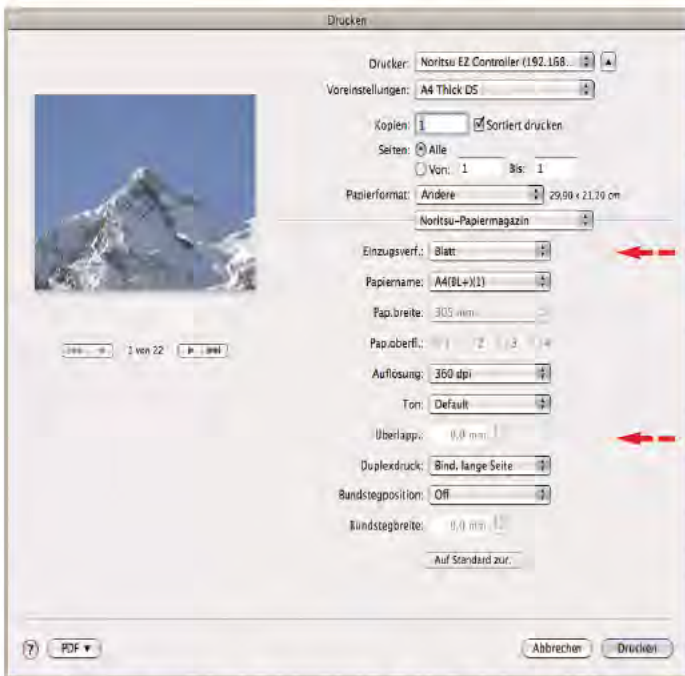 Drucken
Drucker: Noritsu EZ Controller (192.168...
Voreinstellungen: A4 Thick DS
Kopien: 1 Sortiert drucken
Seiten: Alle
Von: 1 Bis: 1
Papierformat: Andere 29,90 x 21,20 cm
Noritsu-Papiermagazin
Einzugsverf.: Blatt
Papiername: A4(BL+)(1)
Pap.breite: 305 mm
Pap.oberfl.: 1 2 3 4
1 von 22
Auflösung: 360 dpi
Ton: Default
Überlapp.: 0,0 mm
Duplexdruck: Bind. lange Seite
Bundstegposition: Off
Bundstegbreite: 0,0 mm
Auf Standard zur.
? PDF Abbrechen Drucken